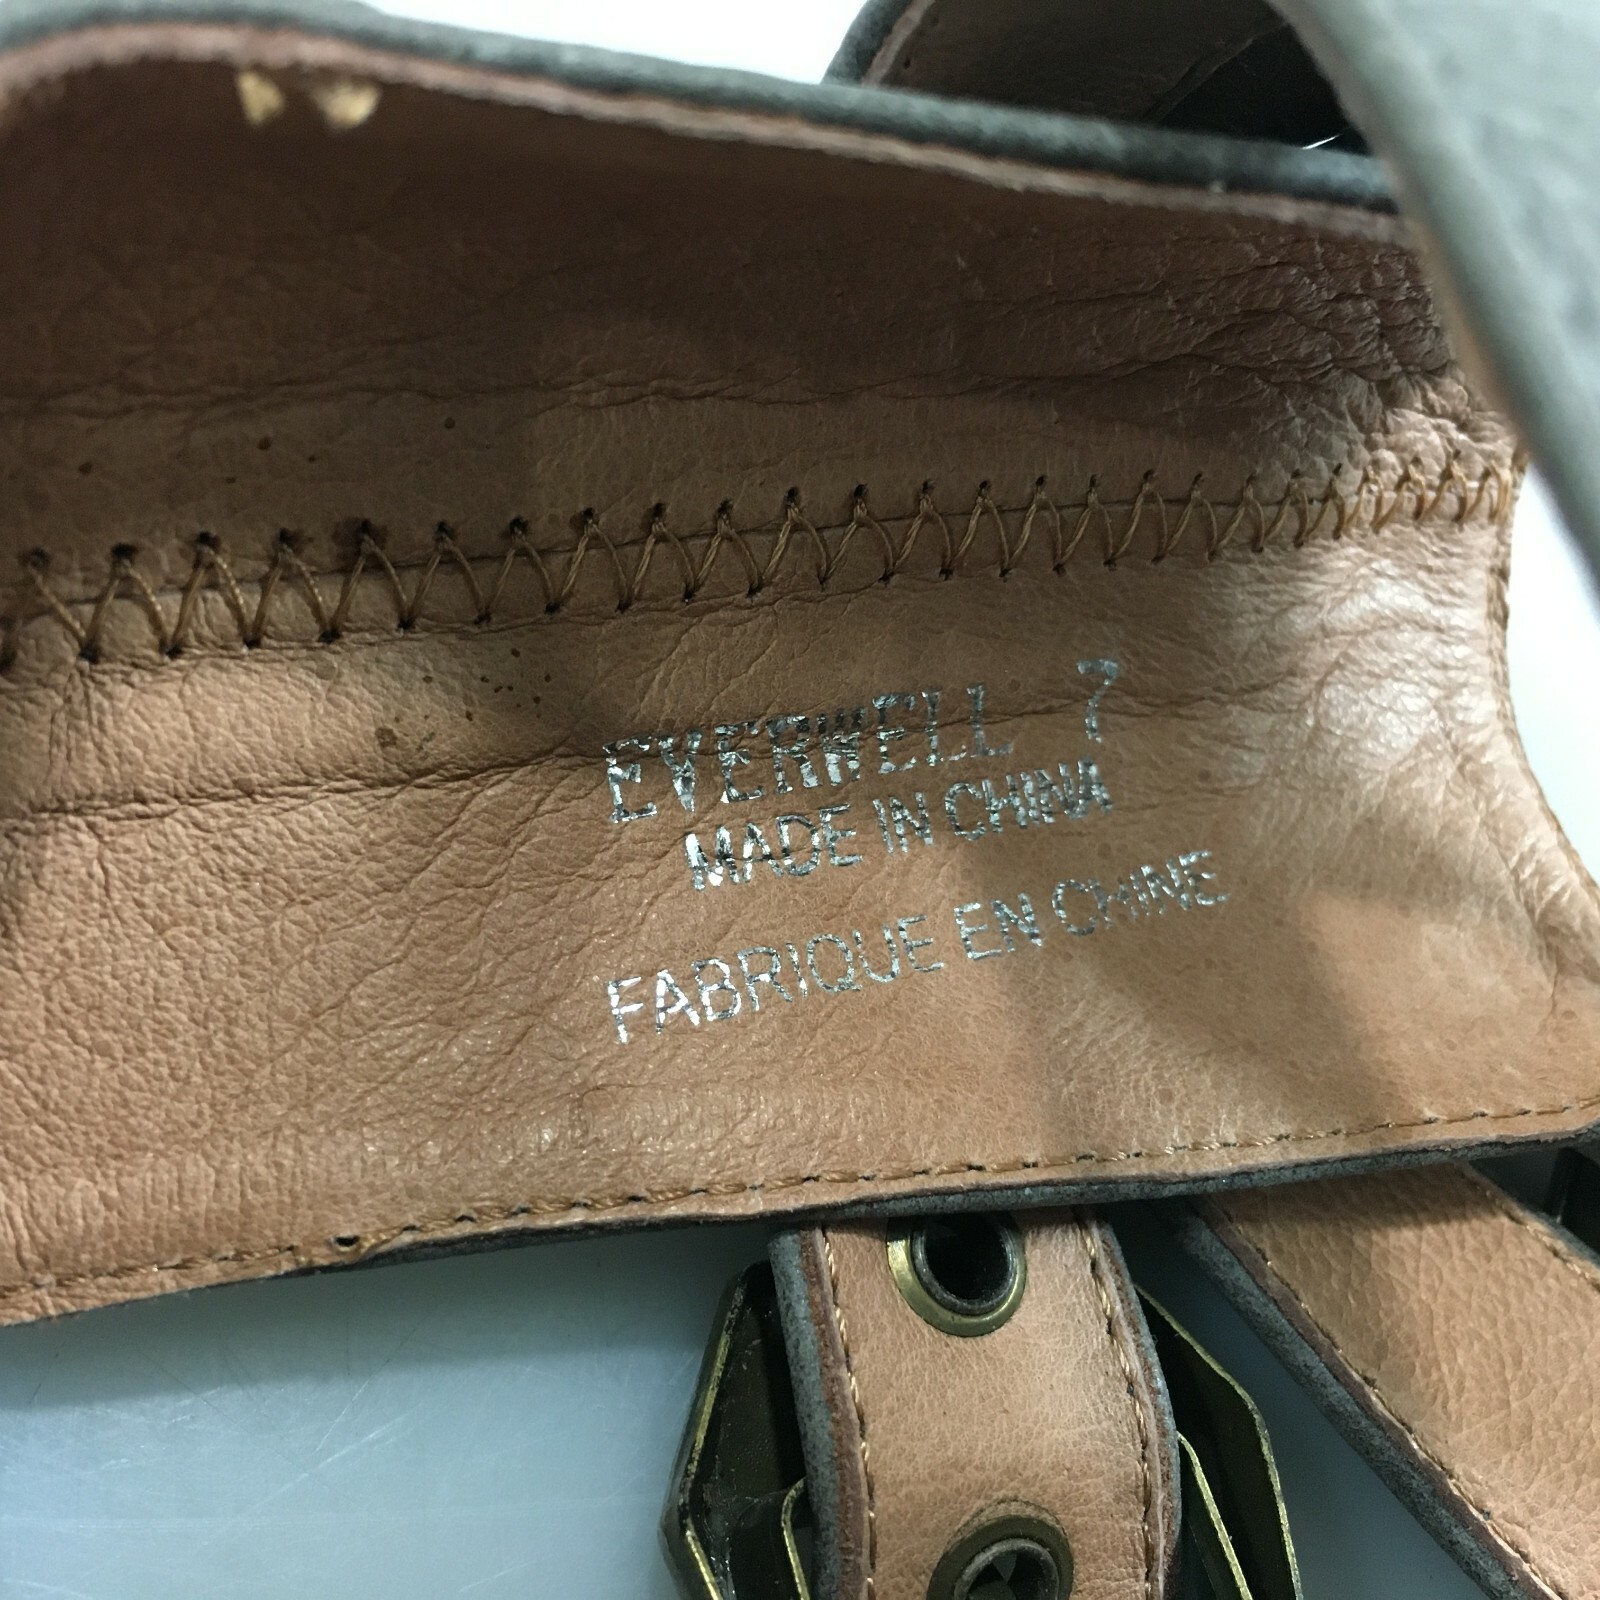 EVERWELL 7
MADE IN CHINA
FABRIQUE EN CHINE